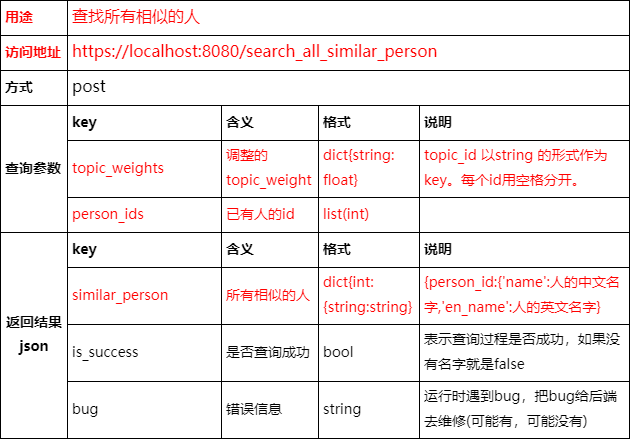 用途 查找所有相似的人
访问地址 https://localhost:8080/search_all_similar_person
方式 post
查询参数
key 含义 格式 说明
topic_weights 调整的topic_weight dict{string:float} topic_id 以string 的形式作为key。每个id用空格分开。
person_ids 已有人的id list(int)
返回结果
json
key 含义 格式 说明
similar_person 所有相似的人 dict{int:{string:string} {person_id:{'name':人的中文名字,'en_name':人的英文名字}
is_success 是否查询成功 bool 表示查询过程是否成功，如果没有名字就是false
bug 错误信息 string 运行时遇到bug，把bug给后端去维修(可能有，可能没有)